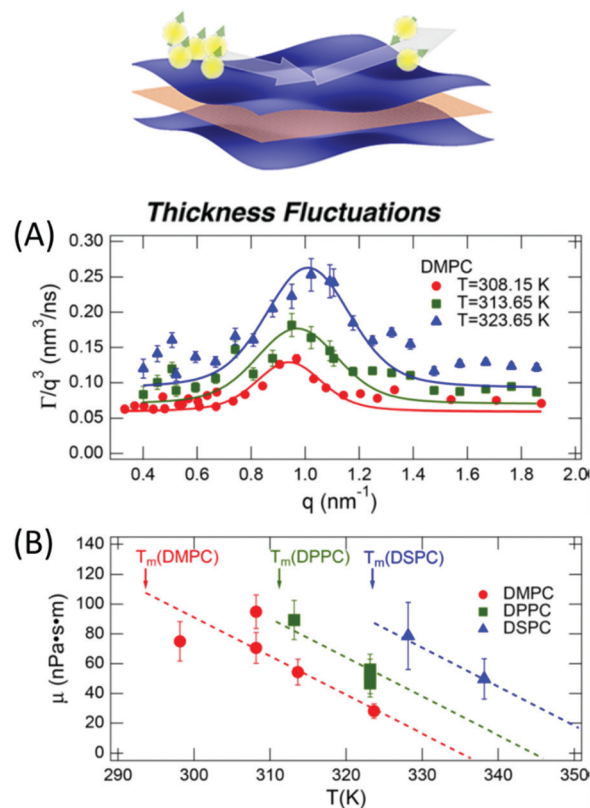 Thickness Fluctuations
(A)
Γ/q³ (nm³/ns)
0.30
0.25
0.20
0.15
0.10
0.05
0.00
DMPC
T=308.15 K
T=313.65 K
T=323.65 K
0.4 0.6 0.8 1.0 1.2 1.4 1.6 1.8 2.0
q (nm⁻¹)
(B)
μ (nPa•s•m)
140
120
100
80
60
40
20
0
Tₘ(DMPC) Tₘ(DPPC) Tₘ(DSPC)
DMPC
DPPC
DSPC
290 300 310 320 330 340 350
T(K)